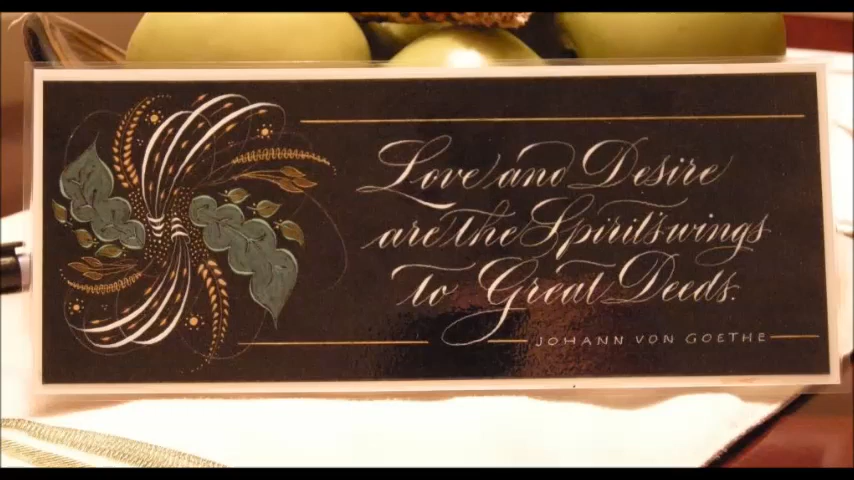 Love and Desire
are the Spirit's wings
to Great Deeds.
JOHANN VON GOETHE